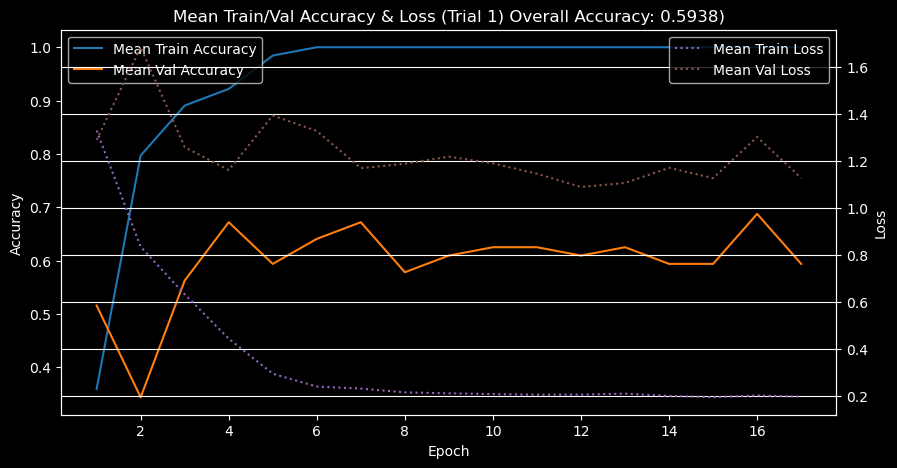 Mean Train/Val Accuracy & Loss (Trial 1) Overall Accuracy: 0.5938)
Mean Train Accuracy
Mean Val Accuracy
Mean Train Loss
Mean Val Loss
1.0
0.9
0.8
0.7
0.6
0.5
0.4
Accuracy
1.6
1.4
1.2
1.0
0.8
0.6
0.4
0.2
Loss
2 4 6 8 10 12 14 16
Epoch